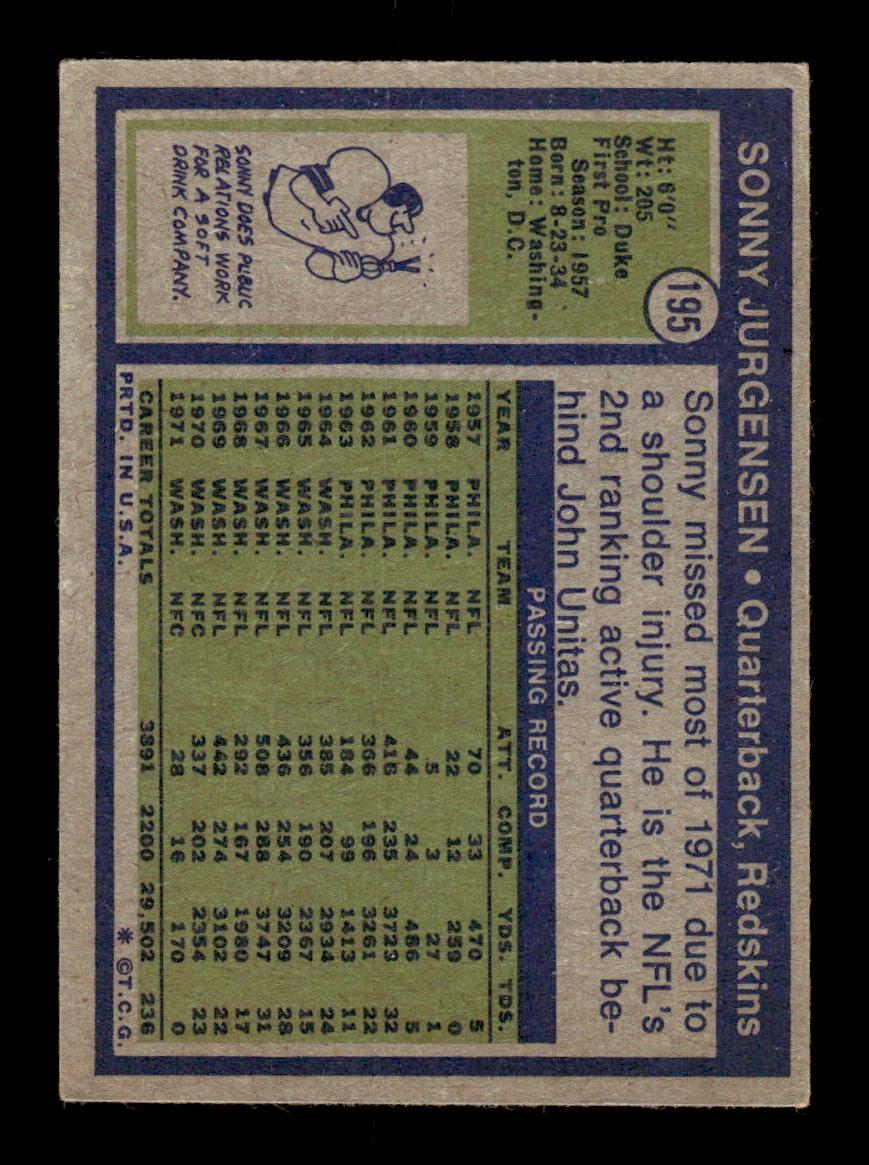 SONNY JURGENSEN • Quarterback, Redskins
195
Ht: 6'0"
Wt: 205
School: Duke
First Pro
Season: 1957
Born: 8-23-34
Home: Washing-
ton, D.C.
SONNY DOES PUBLIC
RELATIONS WORK
FOR A SOFT
DRINK COMPANY.
Sonny missed most of 1971 due to
a shoulder injury. He is the NFL's
2nd ranking active quarterback be-
hind John Unitas.
PASSING RECORD
YEAR TEAM ATT. COMP. YDS. TDS.
1957 PHILA. NFL 70 33 470 5
1958 PHILA. NFL 22 12 259 0
1959 PHILA. NFL 5 3 27 1
1960 PHILA. NFL 44 24 486 5
1961 PHILA. NFL 416 235 3723 32
1962 PHILA. NFL 366 196 3261 22
1963 PHILA. NFL 184 99 1413 11
1964 WASH. NFL 385 207 2934 24
1965 WASH. NFL 356 190 2367 15
1966 WASH. NFL 436 254 3209 28
1967 WASH. NFL 508 288 3747 31
1968 WASH. NFL 292 167 1980 17
1969 WASH. NFL 442 274 3102 22
1970 WASH. NFC 337 202 2354 23
1971 WASH. NFC 28 16 170 0
CAREER TOTALS 3891 2200 29,502 236
PRTD. IN U.S.A. * ©T.C.G.